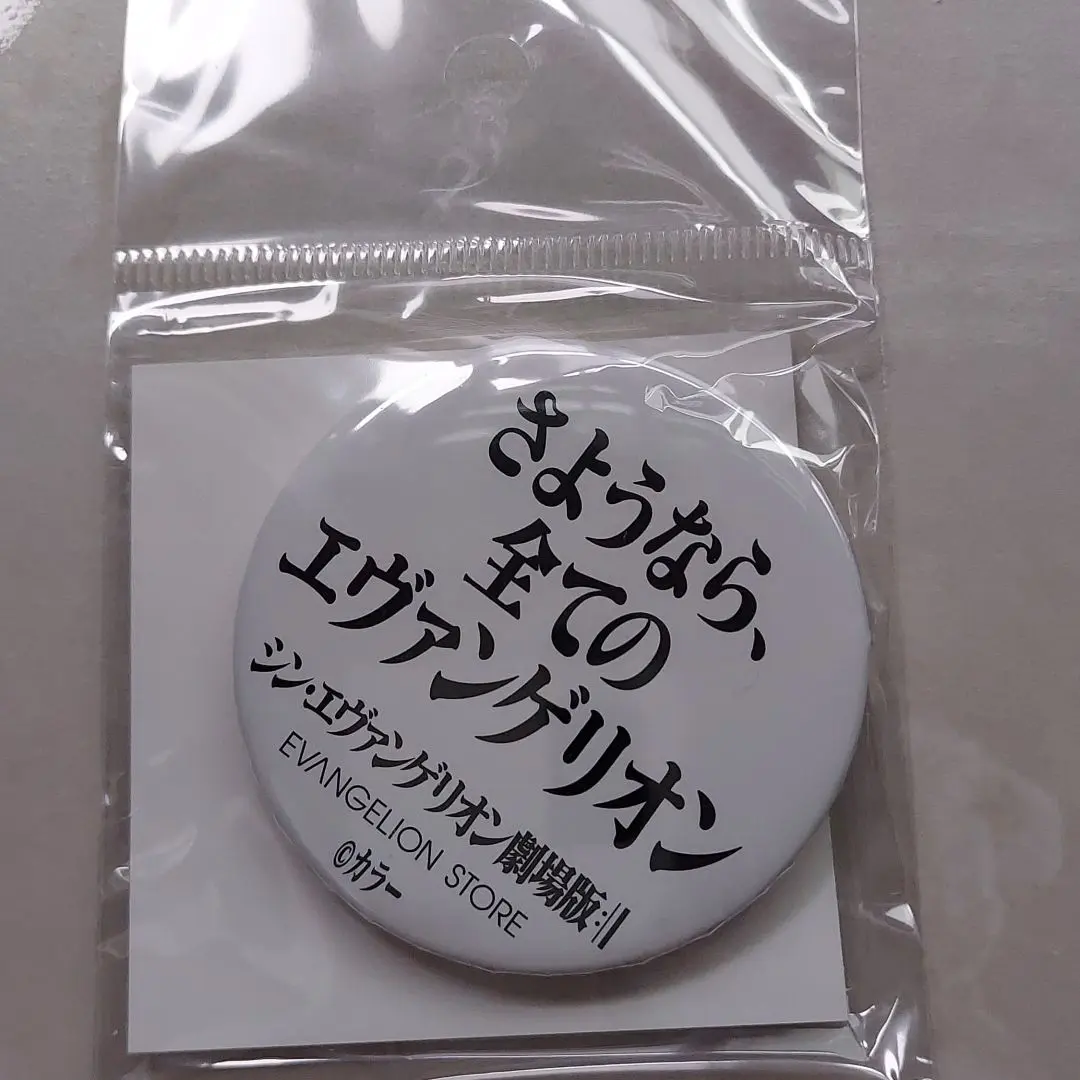 さようなら、
全ての
エヴァンゲリオン
シン・エヴァンゲリオン劇場版:||
EVANGELION STORE
©カラー